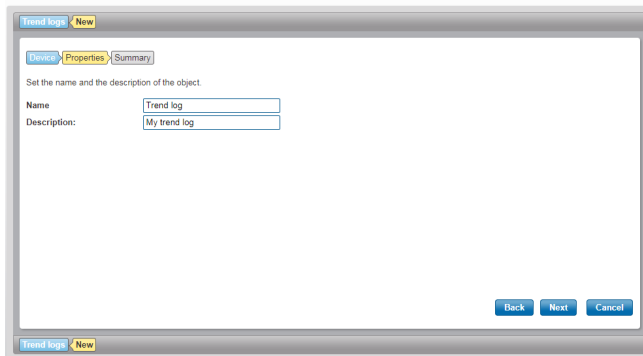 Trend logs New
Device Properties Summary
Set the name and the description of the object.
Name Trend log
Description: My trend log
Back Next Cancel
Trend logs New